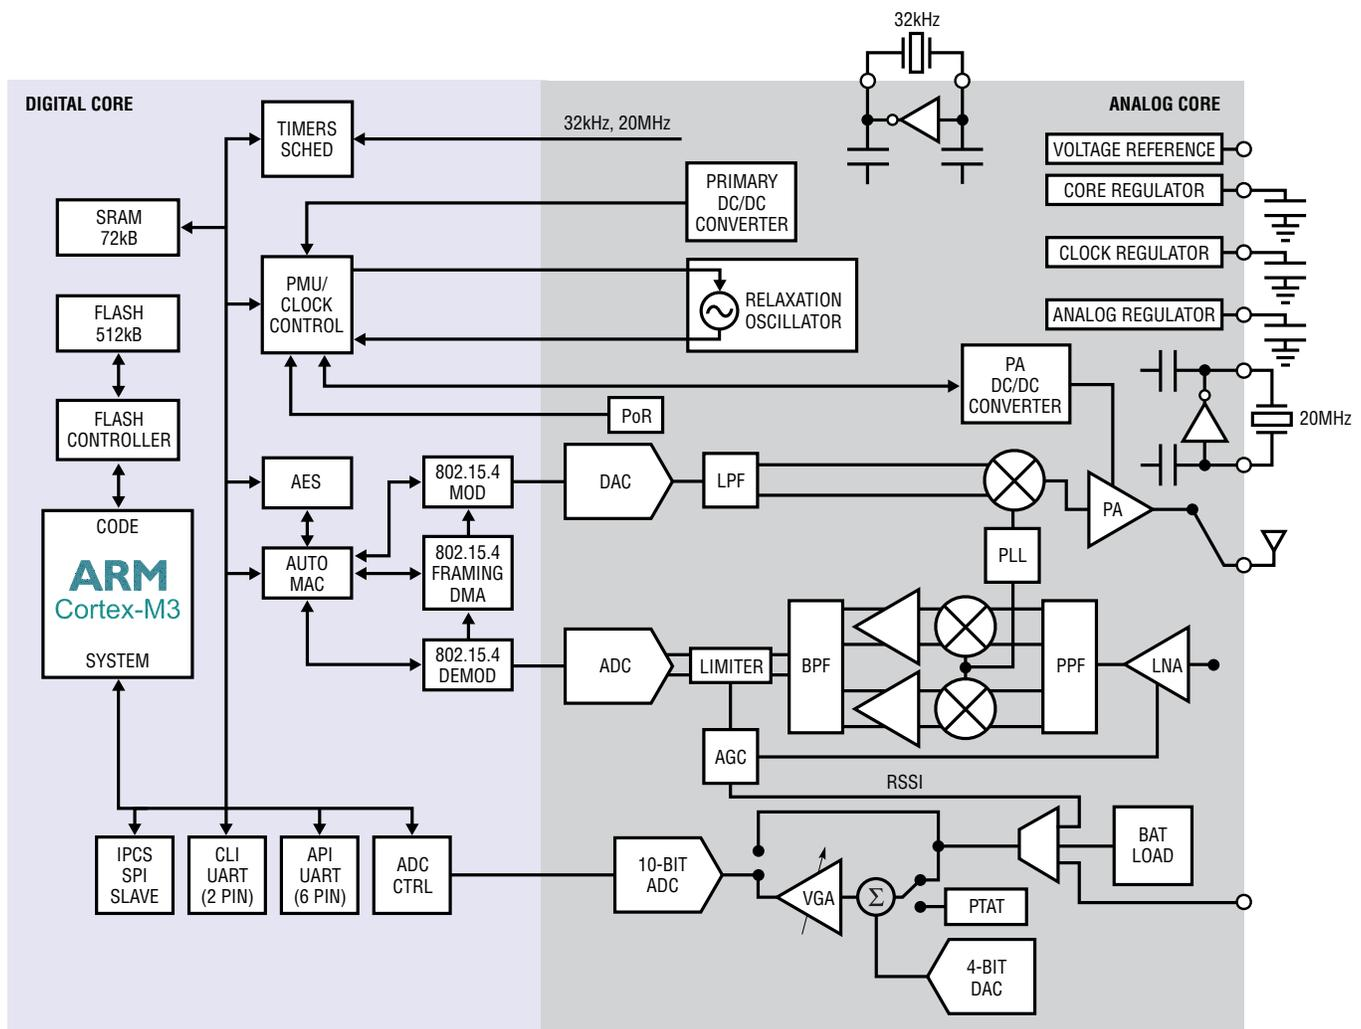 32kHz
DIGITAL CORE
ANALOG CORE
TIMERS
SCHED
32kHz, 20MHz
VOLTAGE REFERENCE
PRIMARY
DC/DC
CONVERTER
CORE REGULATOR
SRAM
72kB
CLOCK REGULATOR
PMU/
CLOCK
CONTROL
RELAXATION
OSCILLATOR
FLASH
512kB
ANALOG REGULATOR
PA
DC/DC
CONVERTER
PoR
20MHz
FLASH
CONTROLLER
AES
802.15.4
MOD
DAC
LPF
PA
CODE
ARM
Cortex-M3
SYSTEM
AUTO
MAC
802.15.4
FRAMING
DMA
PLL
802.15.4
DEMOD
ADC
LIMITER
BPF
PPF
LNA
AGC
RSSI
IPCS
SPI
SLAVE
CLI
UART
(2 PIN)
API
UART
(6 PIN)
ADC
CTRL
10-BIT
ADC
VGA
Σ
BAT
LOAD
PTAT
4-BIT
DAC